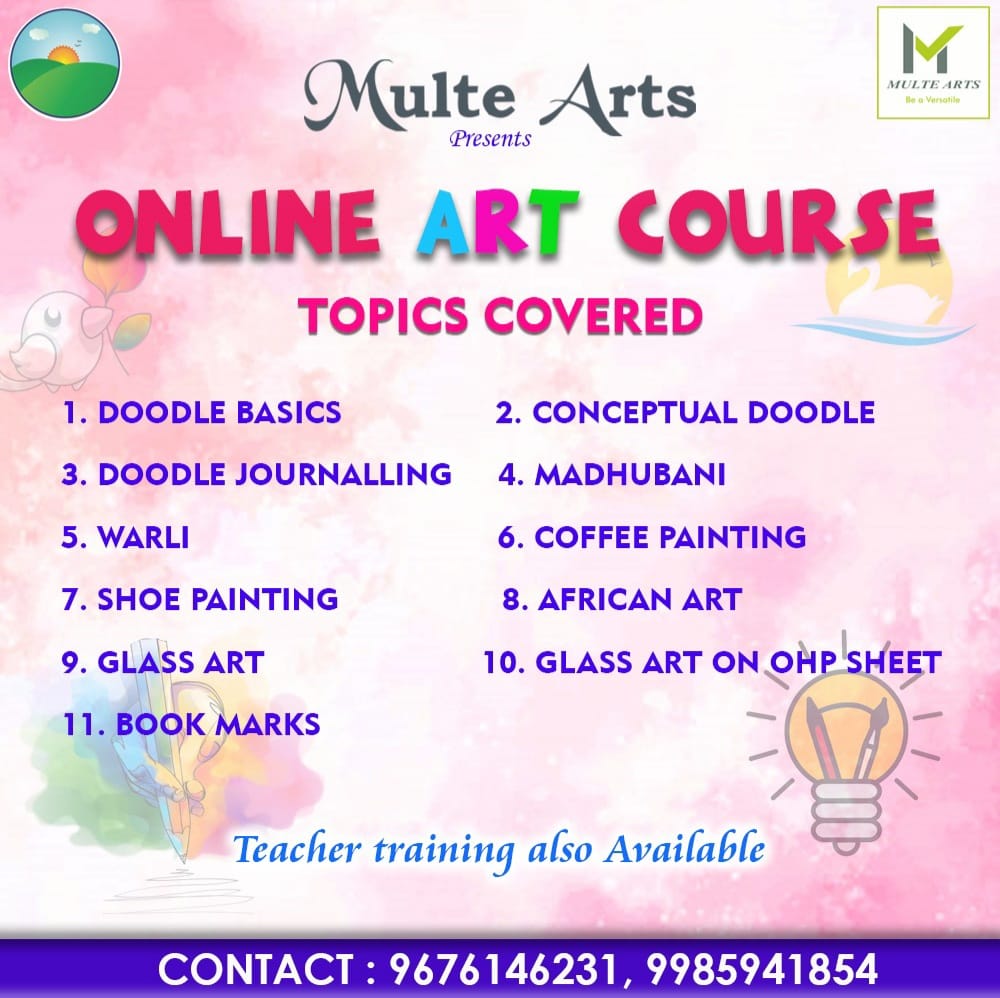 MULTE ARTS
Be a Versatile
Multe Arts
Presents
ONLINE ART COURSE
TOPICS COVERED
1. DOODLE BASICS
2. CONCEPTUAL DOODLE
3. DOODLE JOURNALLING
4. MADHUBANI
5. WARLI
6. COFFEE PAINTING
7. SHOE PAINTING
8. AFRICAN ART
9. GLASS ART
10. GLASS ART ON OHP SHEET
11. BOOK MARKS
Teacher training also Available
CONTACT : 9676146231, 9985941854